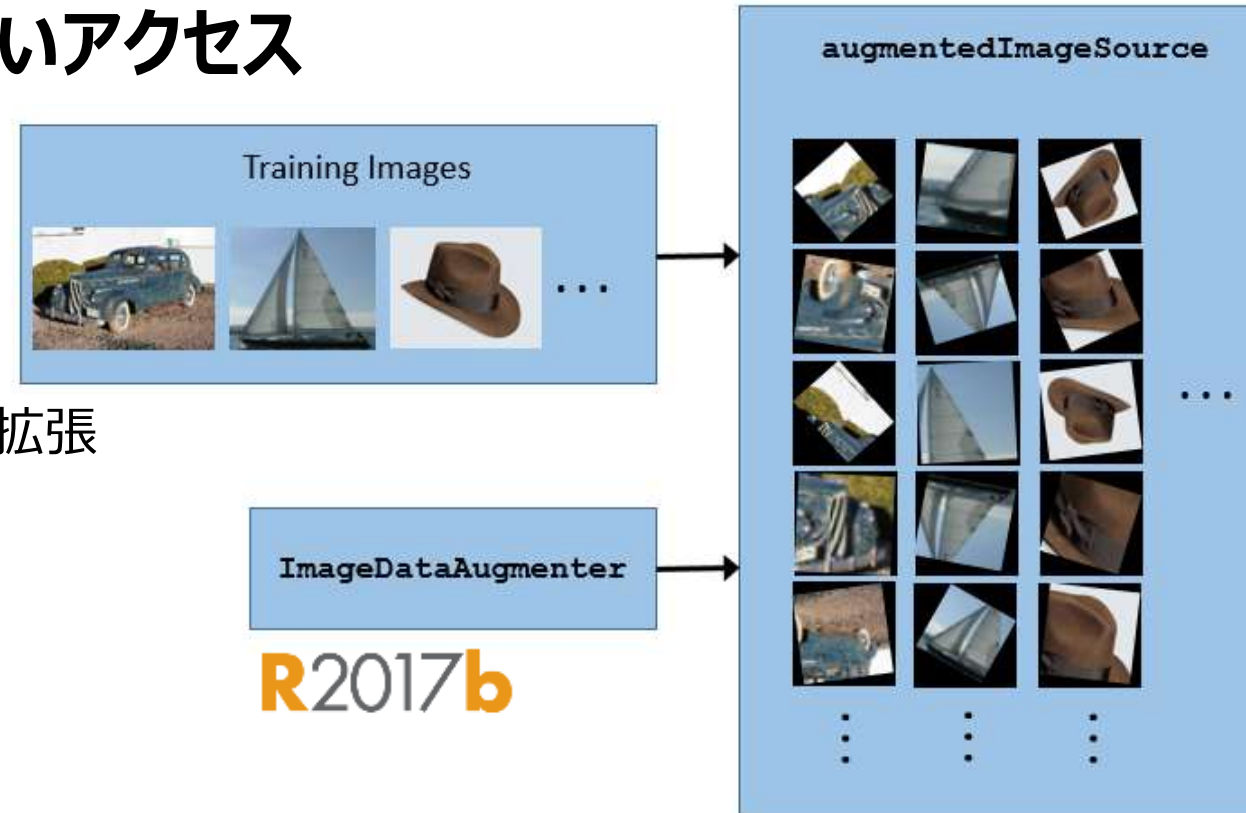 いアクセス
augmentedImageSource
Training Images
...
...
拡張
ImageDataAugmenter
R2017b